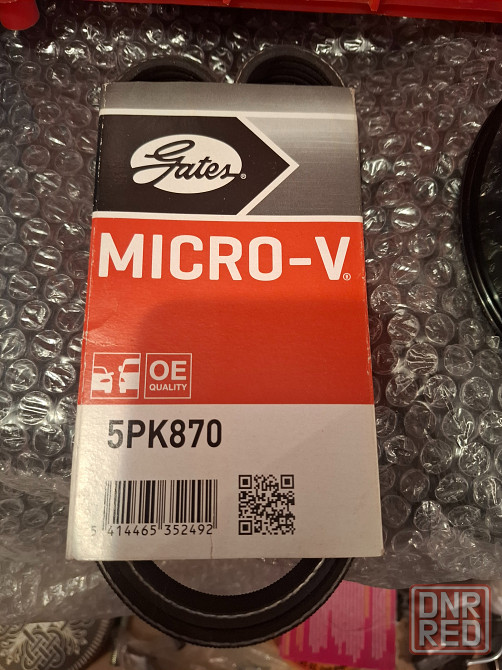 Gates®
MICRO-V®
OE
QUALITY
5PK870
5 414465 352492
DNR
RED